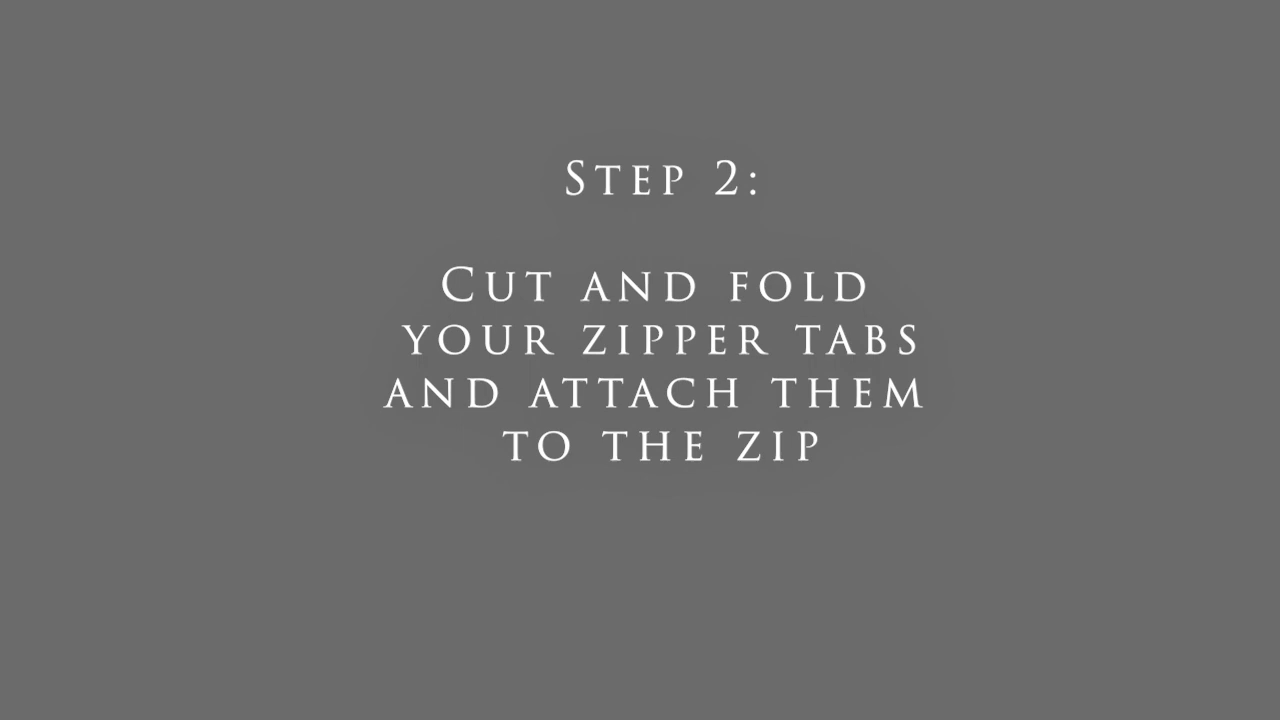 Step 2:
Cut and fold
your zipper tabs
and attach them
to the zip